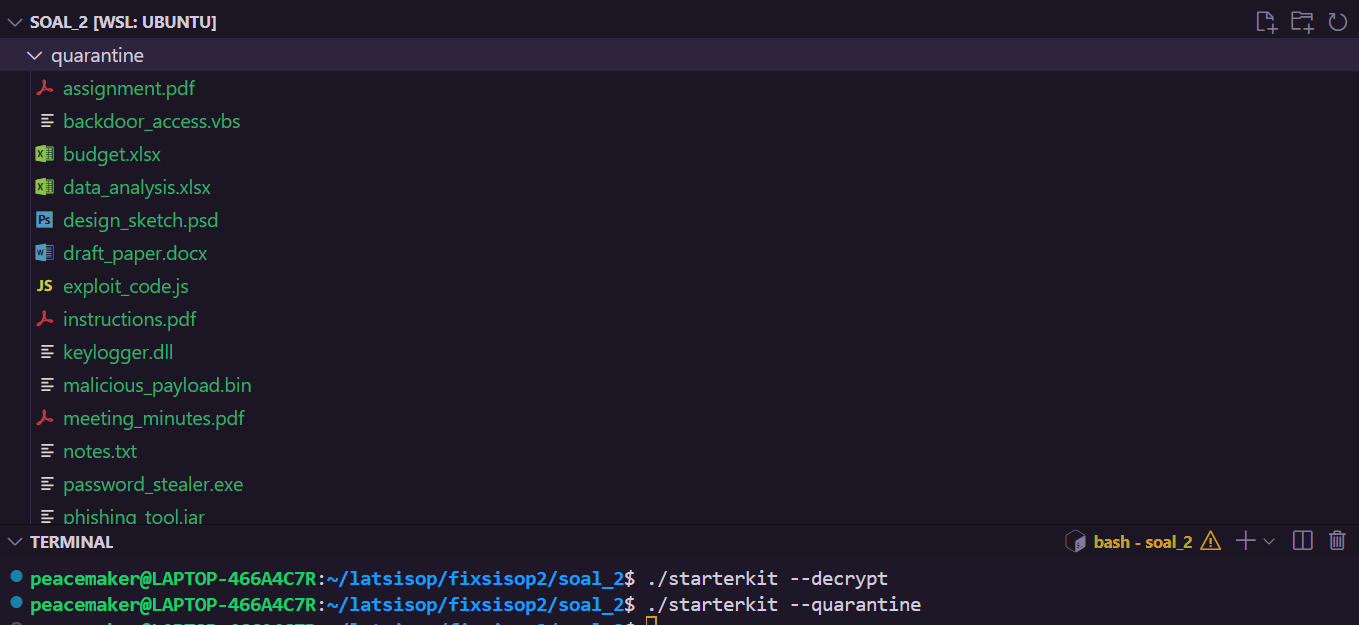 SOAL_2 [WSL: UBUNTU]
quarantine
assignment.pdf
backdoor_access.vbs
budget.xlsx
data_analysis.xlsx
design_sketch.psd
draft_paper.docx
JS exploit_code.js
instructions.pdf
keylogger.dll
malicious_payload.bin
meeting_minutes.pdf
notes.txt
password_stealer.exe
phishing_tool.jar
TERMINAL
bash - soal_2
peacemaker@LAPTOP-466A4C7R:~/latsisop/fixsisop2/soal_2$ ./starterkit --decrypt
peacemaker@LAPTOP-466A4C7R:~/latsisop/fixsisop2/soal_2$ ./starterkit --quarantine